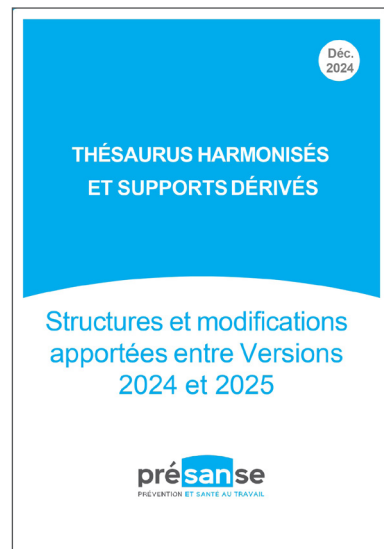 Déc.
2024
THÉSAURUS HARMONISÉS
ET SUPPORTS DÉRIVÉS
Structures et modifications
apportées entre Versions
2024 et 2025
présanse
PRÉVENTION ET SANTÉ AU TRAVAIL